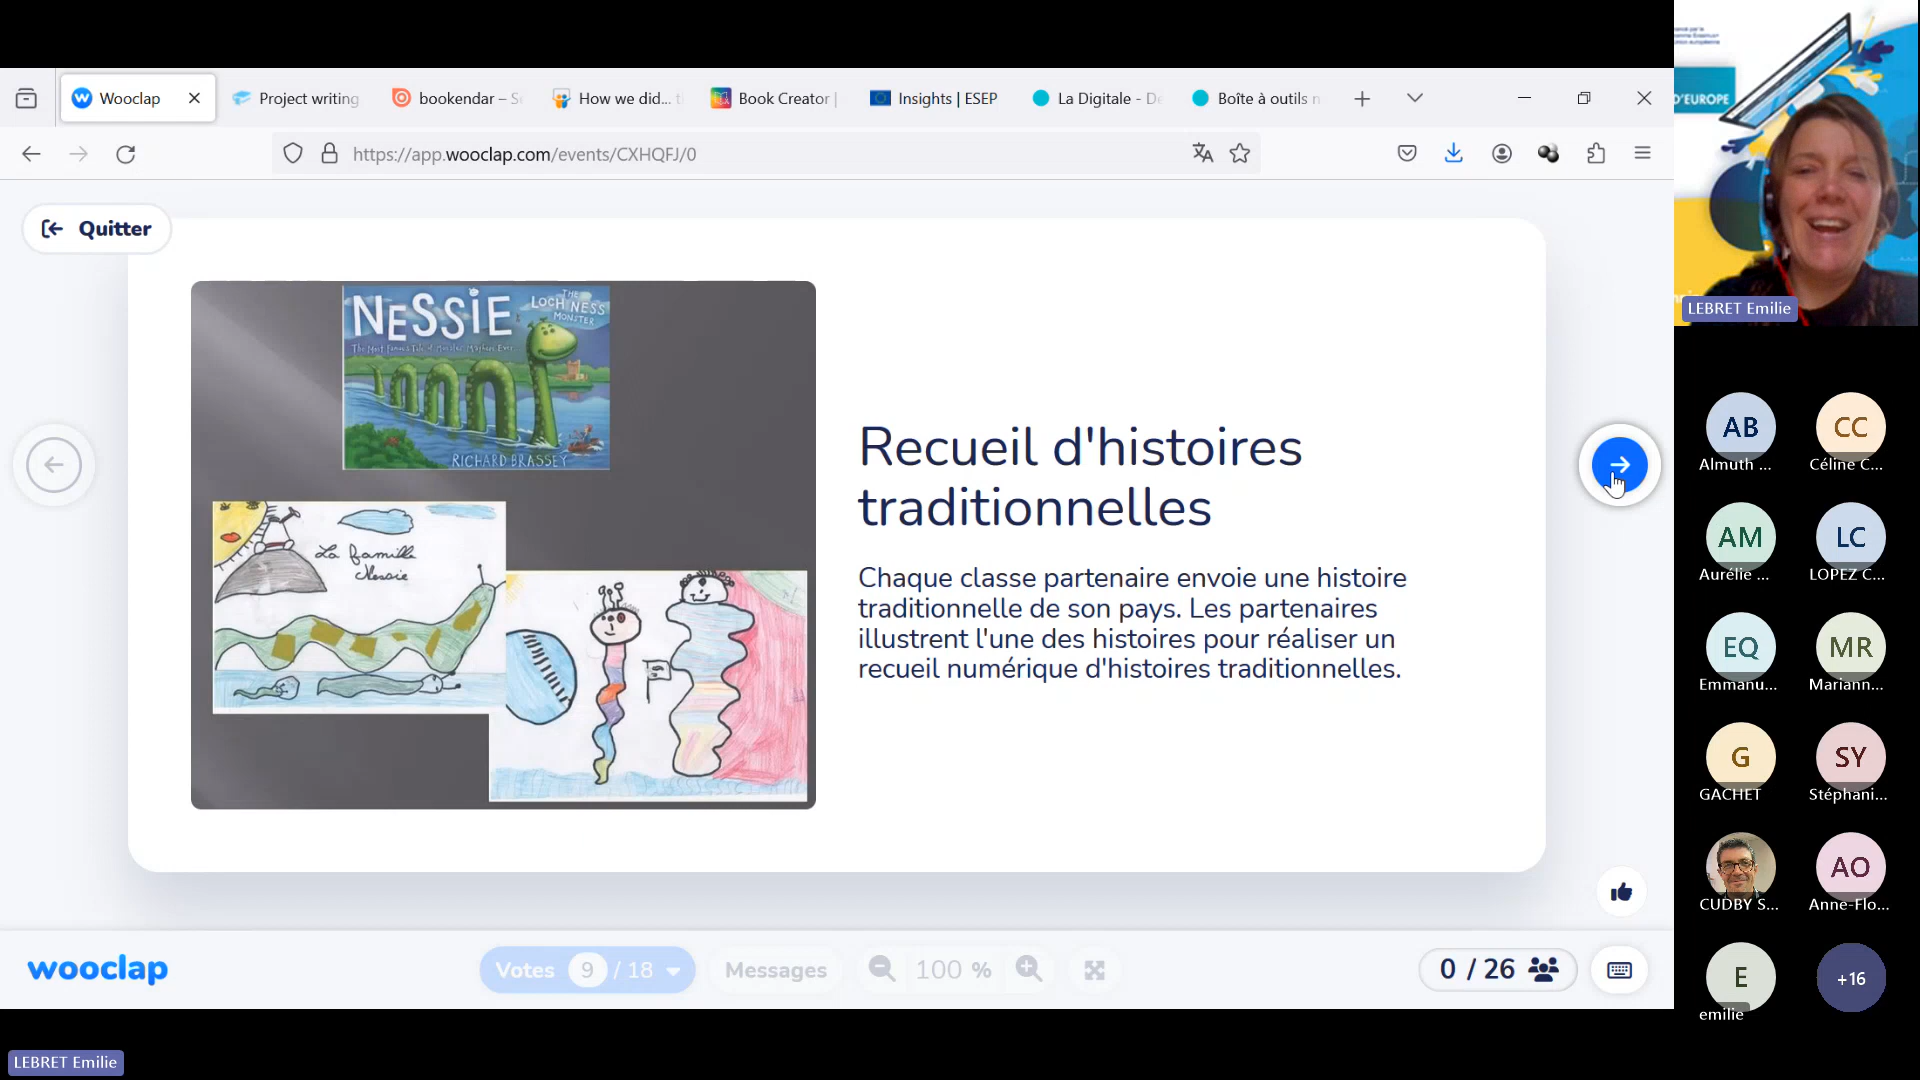 Wooclap
Project writing
bookendar – S
How we did... t
Book Creator |
Insights | ESEP
La Digitale - De
Boîte à outils n
https://app.wooclap.com/events/CXHQFJ/0
Quitter
NESSIE
THE
LOCH NESS
MONSTER
RICHARD BRASSEY
La famille
Nessie
Recueil d'histoires
traditionnelles
Chaque classe partenaire envoie une histoire
traditionnelle de son pays. Les partenaires
illustrent l'une des histoires pour réaliser un
recueil numérique d'histoires traditionnelles.
wooclap
Votes 9 / 18
Messages
100 %
0 / 26
D'EUROPE
LEBRET Emilie
AB
Almuth ...
CC
Céline C...
AM
Aurélie ...
LC
LOPEZ C...
EQ
Emmanu...
MR
Mariann...
G
GACHET
SY
Stéphani...
CUDBY S...
AO
Anne-Flo...
E
emilie
+16
LEBRET Emilie